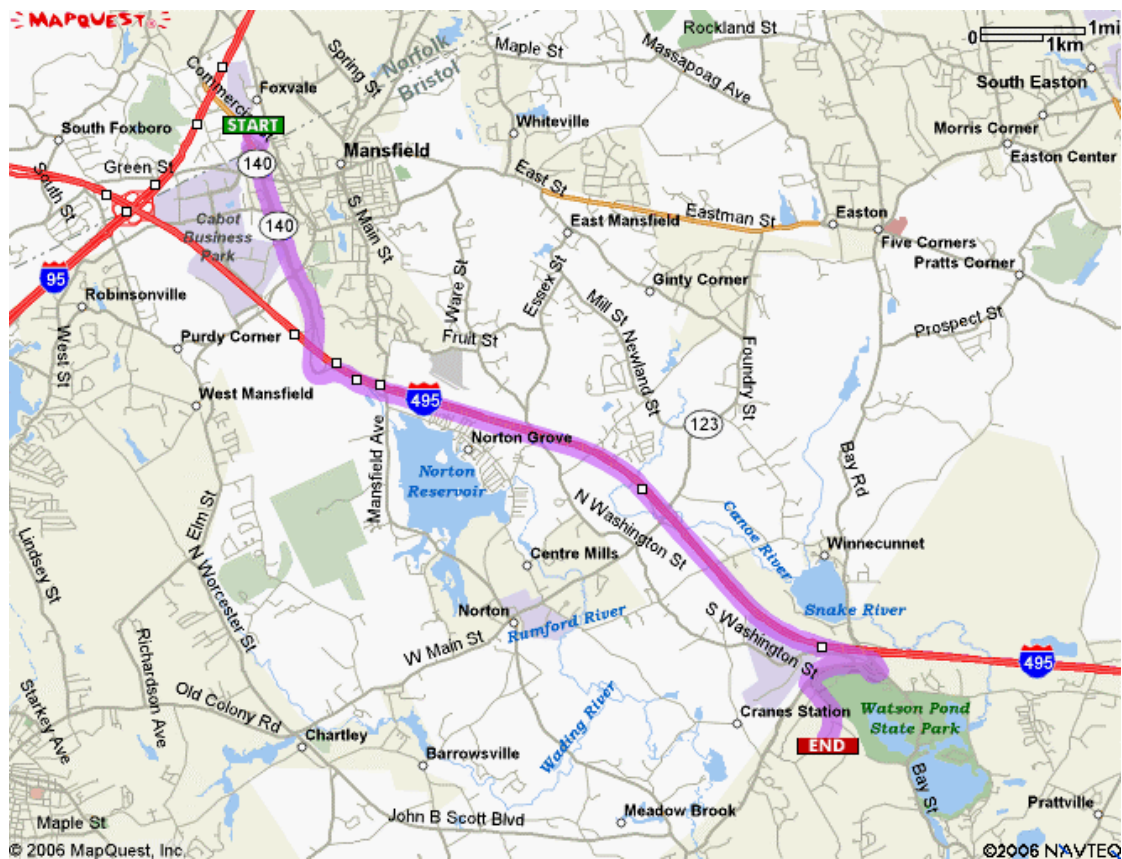 MAPQUEST
0 1mi
1km
Rockland St
Maple St
Massapoag Ave
Spring St
Norfolk
Bristol
Commercial St
Foxvale
South Easton
START
South Foxboro
Whiteville
Morris Corner
Easton Center
Green St
140
Mansfield
South St
East St
Cabot
Business
Park
140
S Main St
East Mansfield
Eastman St
Easton
Five Corners
Pratts Corner
95
Robinsonville
Ware St
Essex St
Ginty Corner
Mill St
Prospect St
Purdy Corner
Fruit St
Newland St
Foundry St
West St
West Mansfield
495
123
Mansfield Ave
Norton Grove
Norton
Reservoir
Bay Rd
Elm St
N Washington St
Canoe River
Lindsey St
Centre Mills
Winnecunnet
N Worcester St
Norton
Rumford River
Snake River
W Main St
S Washington St
Richardson Ave
495
Old Colony Rd
Wading River
Cranes Station
Watson Pond
State Park
Starkey Ave
Chartley
Barrowsville
END
Bay St
Meadow Brook
Prattville
John B Scott Blvd
Maple St
© 2006 MapQuest, Inc.
©2006 NAVTEQ